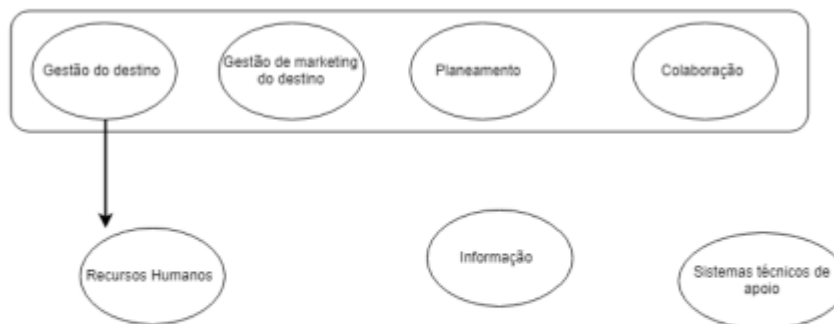 Gestão do destino
Gestão de marketing
do destino
Planeamento
Colaboração
Recursos Humanos
Informação
Sistemas técnicos de
apoio